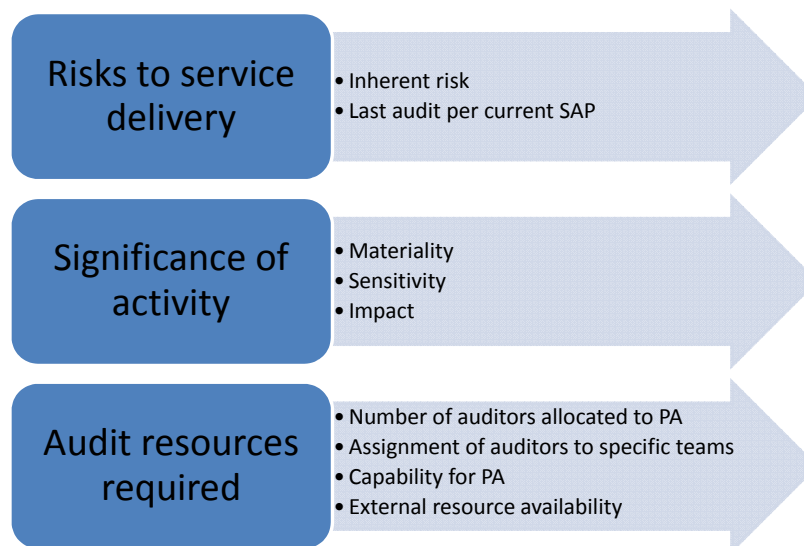 Risks to service
delivery
• Inherent risk
• Last audit per current SAP
Significance of
activity
• Materiality
• Sensitivity
• Impact
Audit resources
required
• Number of auditors allocated to PA
• Assignment of auditors to specific teams
• Capability for PA
• External resource availability